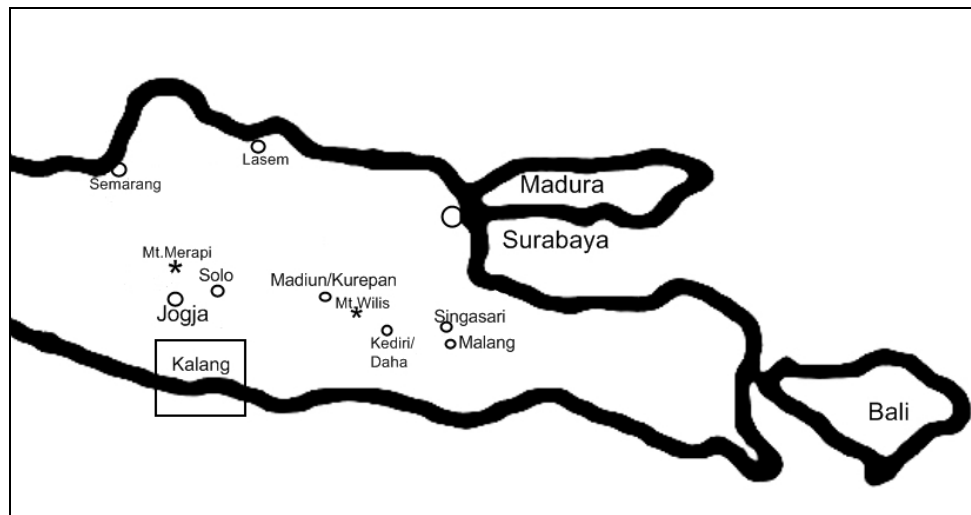 Lasem
Madura
Semarang
Surabaya
Mt.Merapi
Solo
Madiun/Kurepan
Mt.Wilis
Jogja
Singasari
Kediri/
Daha
Malang
Kalang
Bali